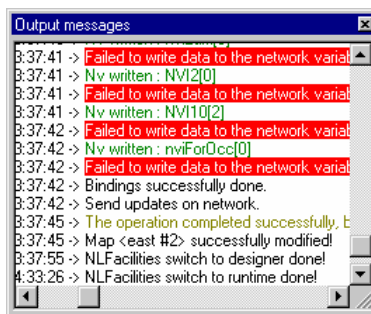 Output messages
3:37:41 -> Failed to write data to the network variab
3:37:41 -> Nv written : NVI2[0]
3:37:41 -> Failed to write data to the network variab
3:37:41 -> Nv written : NVI10[2]
3:37:42 -> Failed to write data to the network variab
3:37:42 -> Nv written : nviForOcc[0]
3:37:42 -> Failed to write data to the network variab
3:37:42 -> Bindings successfully done.
3:37:42 -> Send updates on network.
3:37:45 -> The operation completed successfully, b
3:37:45 -> Map <east #2> successfully modified!
3:37:55 -> NLFacilities switch to designer done!
4:33:26 -> NLFacilities switch to runtime done!